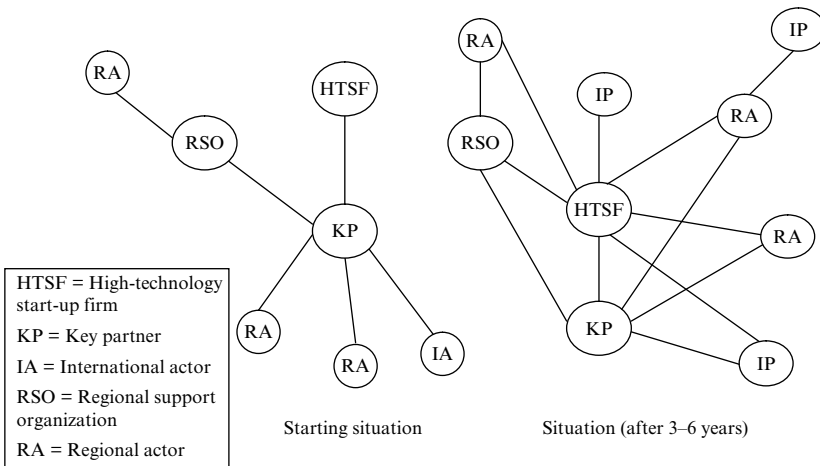 RA
HTSF
RSO
KP
RA
RA
IA
Starting situation
RA
IP
IP
RSO
RA
HTSF
RA
KP
IP
Situation (after 3–6 years)
HTSF = High-technology
start-up firm
KP = Key partner
IA = International actor
RSO = Regional support
organization
RA = Regional actor